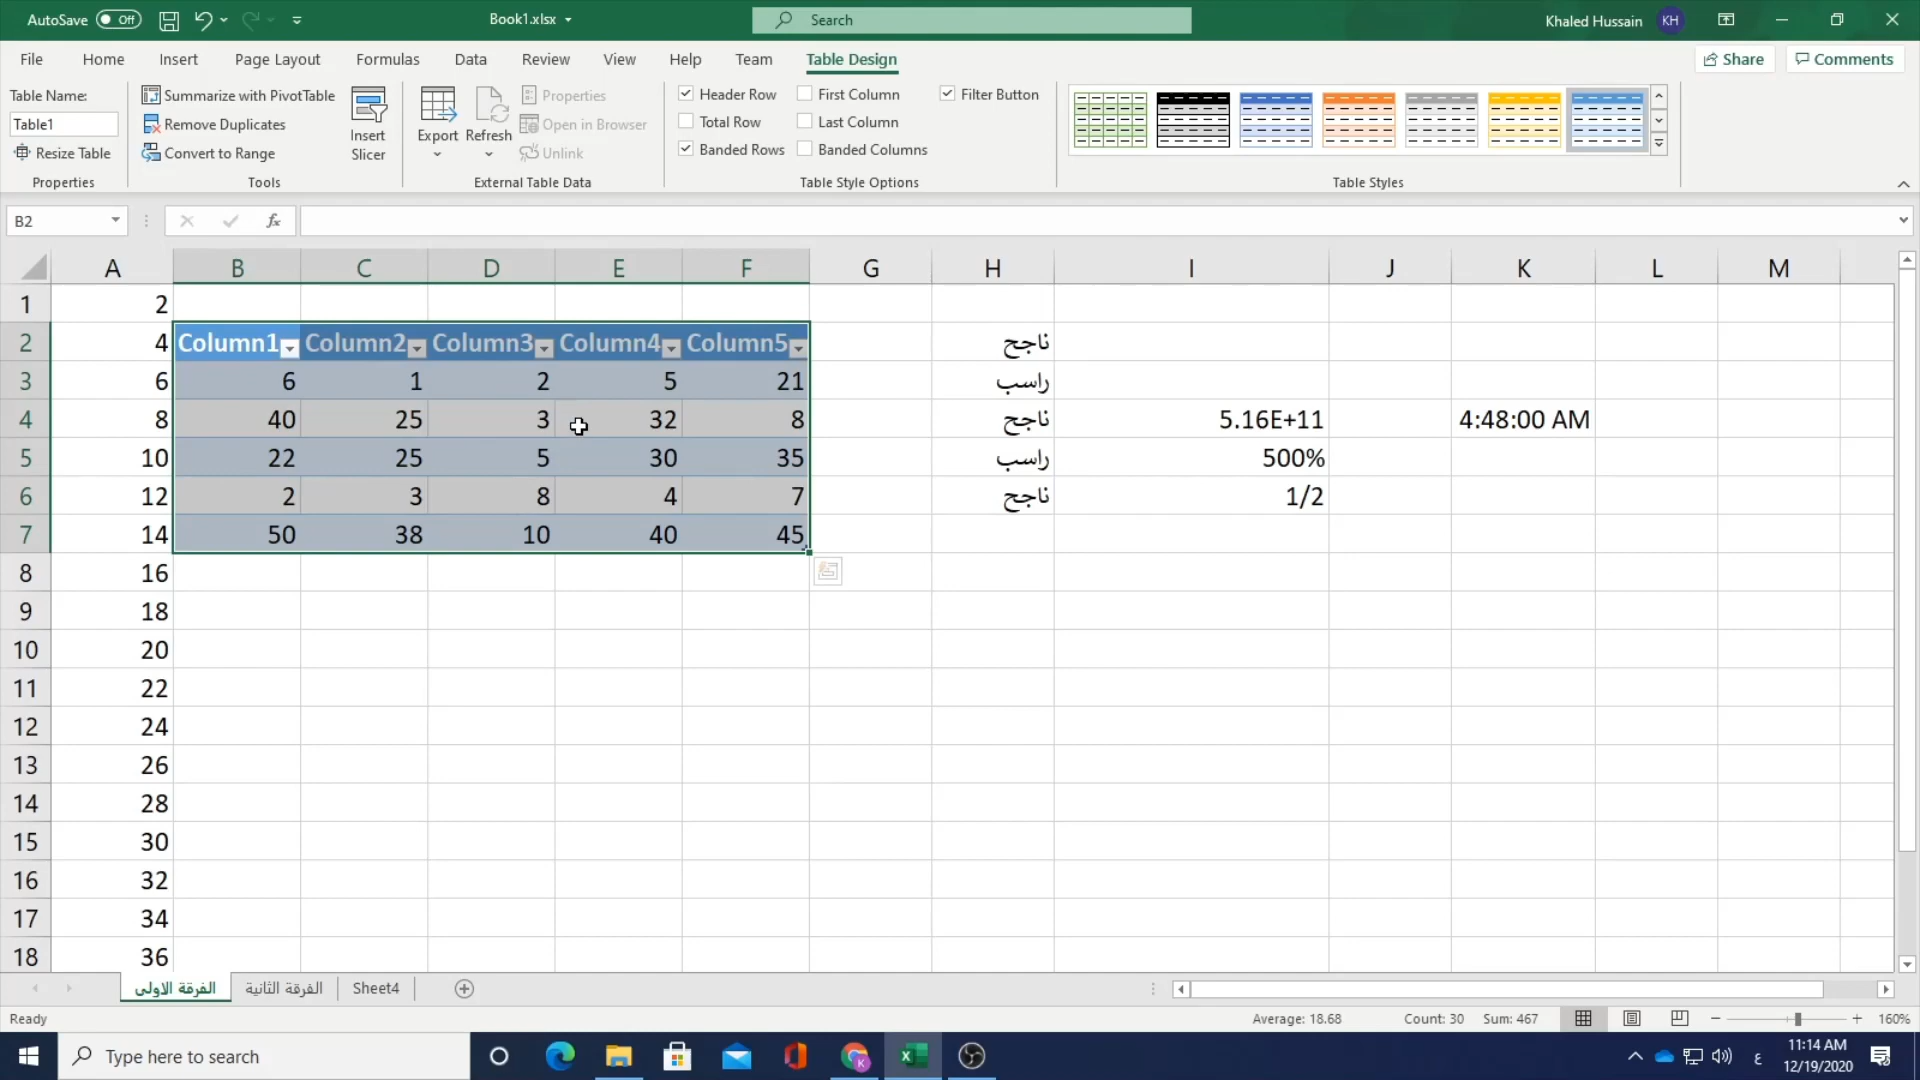 AutoSave Off Book1.xlsx Search Khaled Hussain KH
File Home Insert Page Layout Formulas Data Review View Help Team Table Design Share Comments
Table Name:
Table1
Resize Table
Properties
Summarize with PivotTable
Remove Duplicates
Convert to Range
Tools
Insert
Slicer
Export
Refresh
Properties
Open in Browser
Unlink
External Table Data
Header Row
Total Row
Banded Rows
First Column
Last Column
Banded Columns
Filter Button
Table Style Options
Table Styles
B2 fx
A B C D E F G H I J K L M
1 2
2 4 Column1 Column2 Column3 Column4 Column5 ناجح
3 6 6 1 2 5 21 راسب
4 8 40 25 3 32 8 ناجح 5.16E+11 4:48:00 AM
5 10 22 25 5 30 35 راسب 500%
6 12 2 3 8 4 7 ناجح 1/2
7 14 50 38 10 40 45
8 16
9 18
10 20
11 22
12 24
13 26
14 28
15 30
16 32
17 34
18 36
الفرقة الاولى الفرقة الثانية Sheet4
Ready Average: 18.68 Count: 30 Sum: 467 160%
Type here to search K ع 11:14 AM
12/19/2020